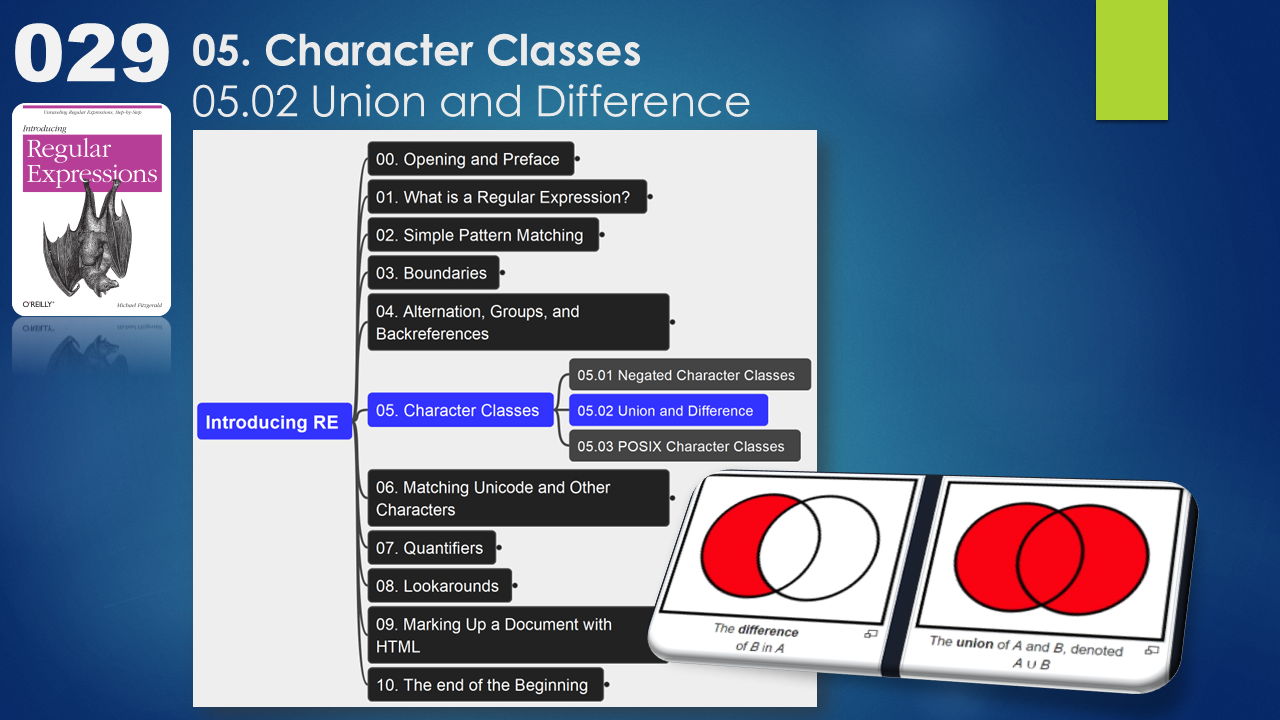 029
05. Character Classes
05.02 Union and Difference
Unraveling Regular Expressions, Step-by-Step
Introducing
Regular
Expressions
O'REILLY®
Michael Fitzgerald
Introducing RE
00. Opening and Preface
01. What is a Regular Expression?
02. Simple Pattern Matching
03. Boundaries
04. Alternation, Groups, and
Backreferences
05. Character Classes
05.01 Negated Character Classes
05.02 Union and Difference
05.03 POSIX Character Classes
06. Matching Unicode and Other
Characters
07. Quantifiers
08. Lookarounds
09. Marking Up a Document with
HTML
10. The end of the Beginning
The difference
of B in A
The union of A and B, denoted
A ∪ B